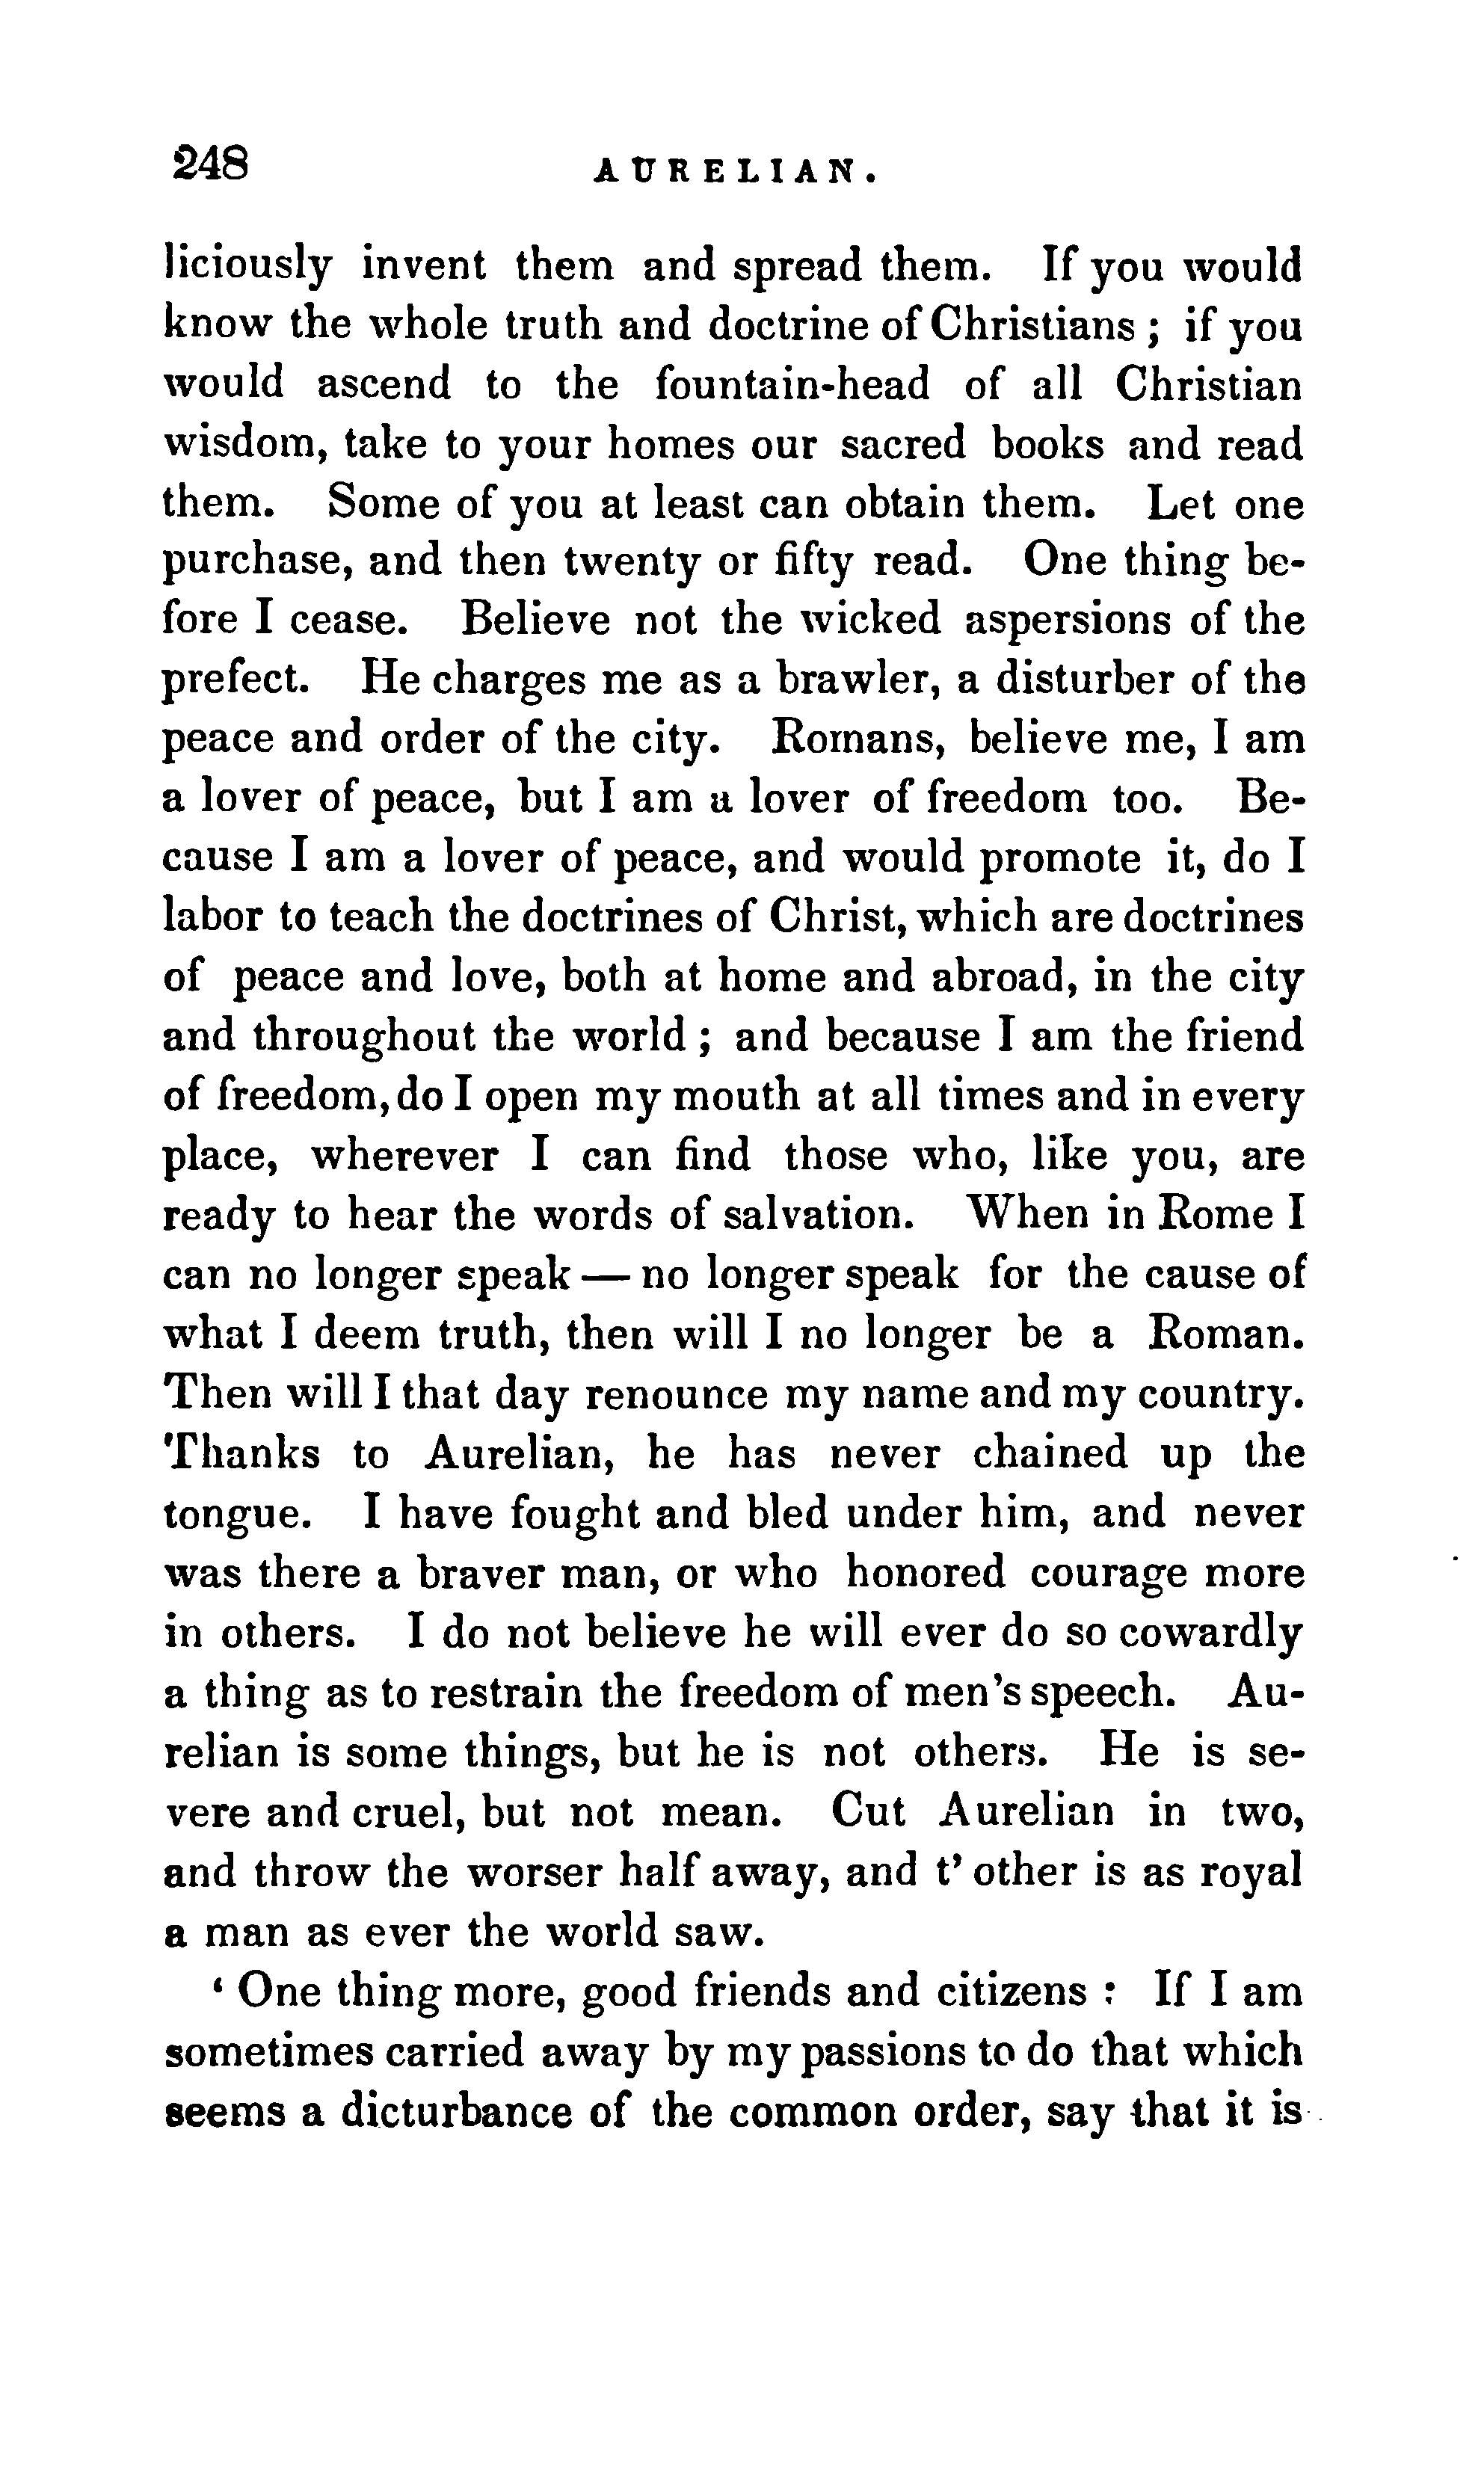 248 AURELIAN.
liciously invent them and spread them. If you would
know the whole truth and doctrine of Christians ; if you
would ascend to the fountain-head of all Christian
wisdom, take to your homes our sacred books and read
them. Some of you at least can obtain them. Let one
purchase, and then twenty or fifty read. One thing be-
fore I cease. Believe not the wicked aspersions of the
prefect. He charges me as a brawler, a disturber of the
peace and order of the city. Romans, believe me, I am
a lover of peace, but I am a lover of freedom too. Be-
cause I am a lover of peace, and would promote it, do I
labor to teach the doctrines of Christ, which are doctrines
of peace and love, both at home and abroad, in the city
and throughout the world ; and because I am the friend
of freedom, do I open my mouth at all times and in every
place, wherever I can find those who, like you, are
ready to hear the words of salvation. When in Rome I
can no longer speak — no longer speak for the cause of
what I deem truth, then will I no longer be a Roman.
Then will I that day renounce my name and my country.
Thanks to Aurelian, he has never chained up the
tongue. I have fought and bled under him, and never
was there a braver man, or who honored courage more
in others. I do not believe he will ever do so cowardly
a thing as to restrain the freedom of men's speech. Au-
relian is some things, but he is not others. He is se-
vere and cruel, but not mean. Cut Aurelian in two,
and throw the worser half away, and t' other is as royal
a man as ever the world saw.
‘ One thing more, good friends and citizens : If I am
sometimes carried away by my passions to do that which
seems a dicturbance of the common order, say that it is